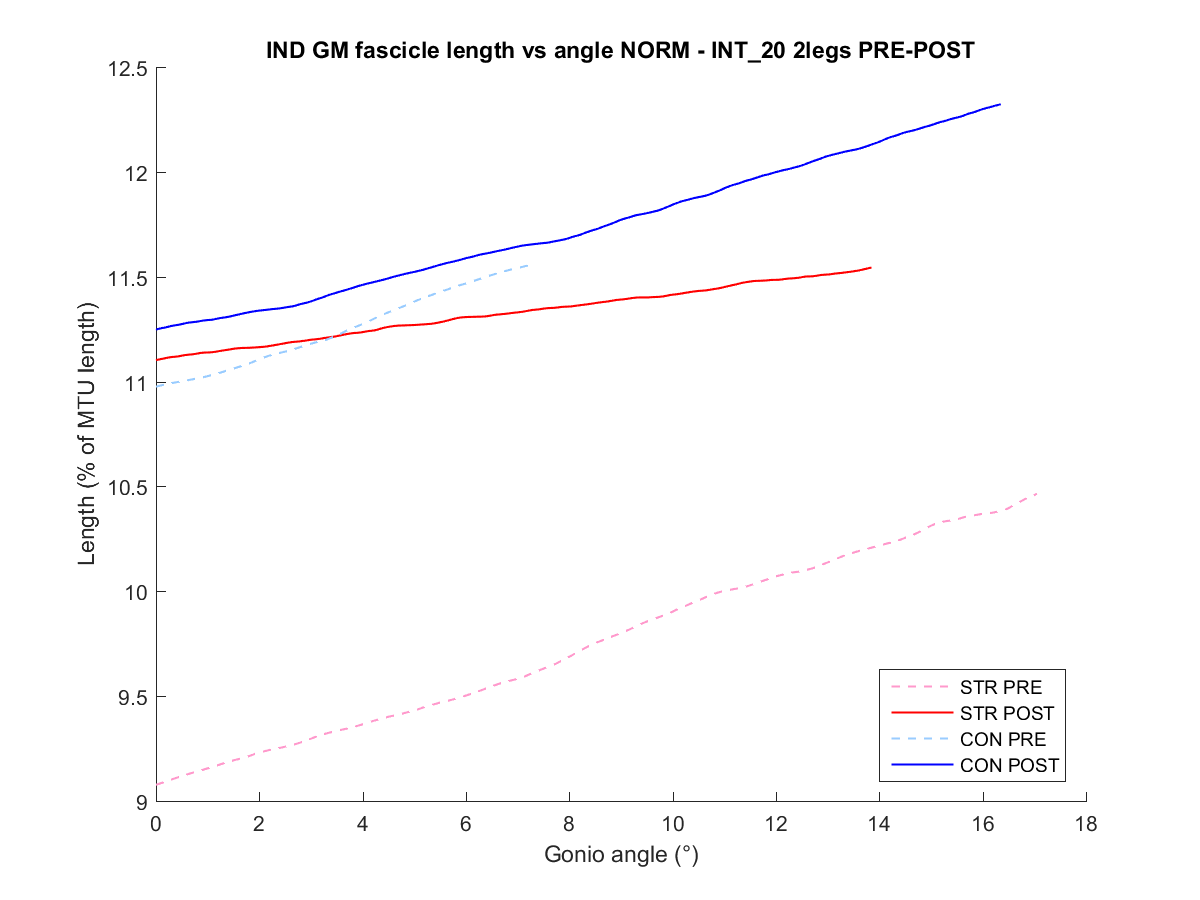 IND GM fascicle length vs angle NORM - INT_20 2legs PRE-POST
12.5
12
11.5
11
10.5
10
9.5
9
Length (% of MTU length)
0 2 4 6 8 10 12 14 16 18
Gonio angle (°)
STR PRE
STR POST
CON PRE
CON POST